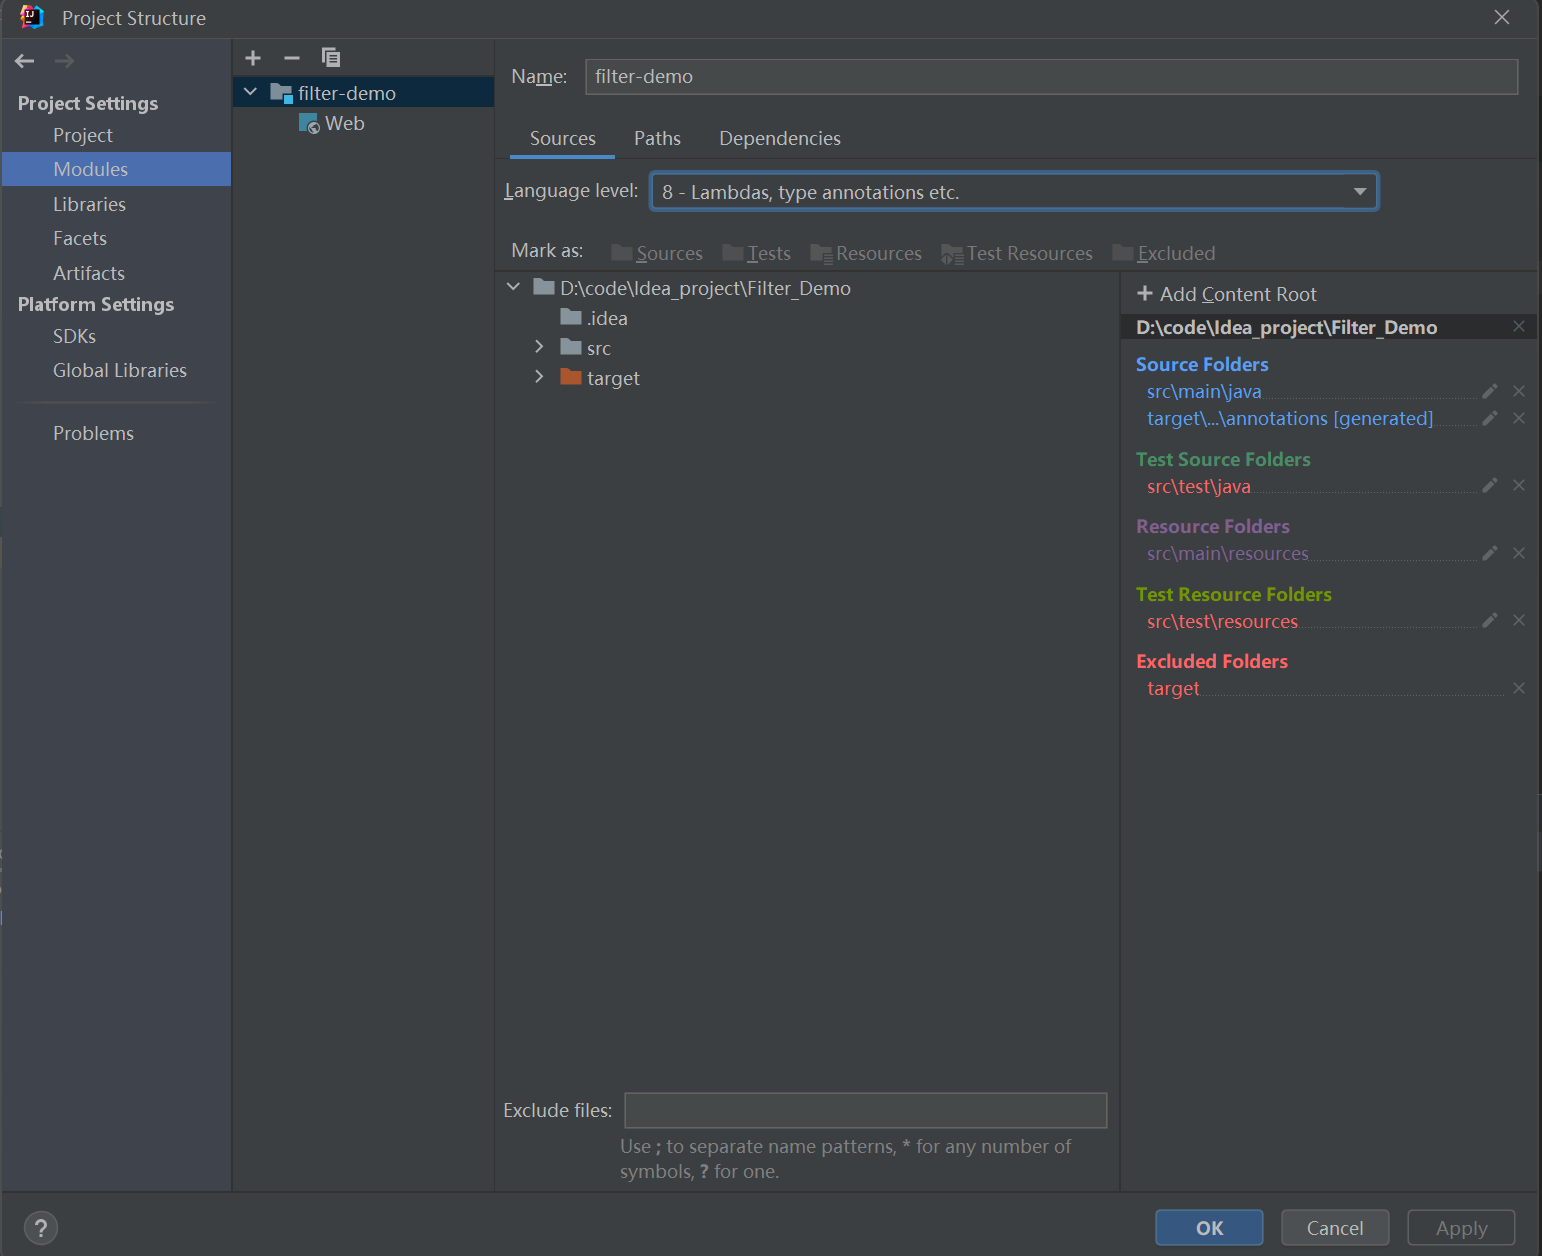 Project Structure
Project Settings
Project
Modules
Libraries
Facets
Artifacts
Platform Settings
SDKs
Global Libraries
Problems
filter-demo
Web
Name: filter-demo
Sources Paths Dependencies
Language level: 8 - Lambdas, type annotations etc.
Mark as: Sources Tests Resources Test Resources Excluded
D:\code\Idea_project\Filter_Demo
.idea
src
target
Add Content Root
D:\code\Idea_project\Filter_Demo
Source Folders
src\main\java
target\...\annotations [generated]
Test Source Folders
src\test\java
Resource Folders
src\main\resources
Test Resource Folders
src\test\resources
Excluded Folders
target
Exclude files:
Use ; to separate name patterns, * for any number of
symbols, ? for one.
? OK Cancel Apply